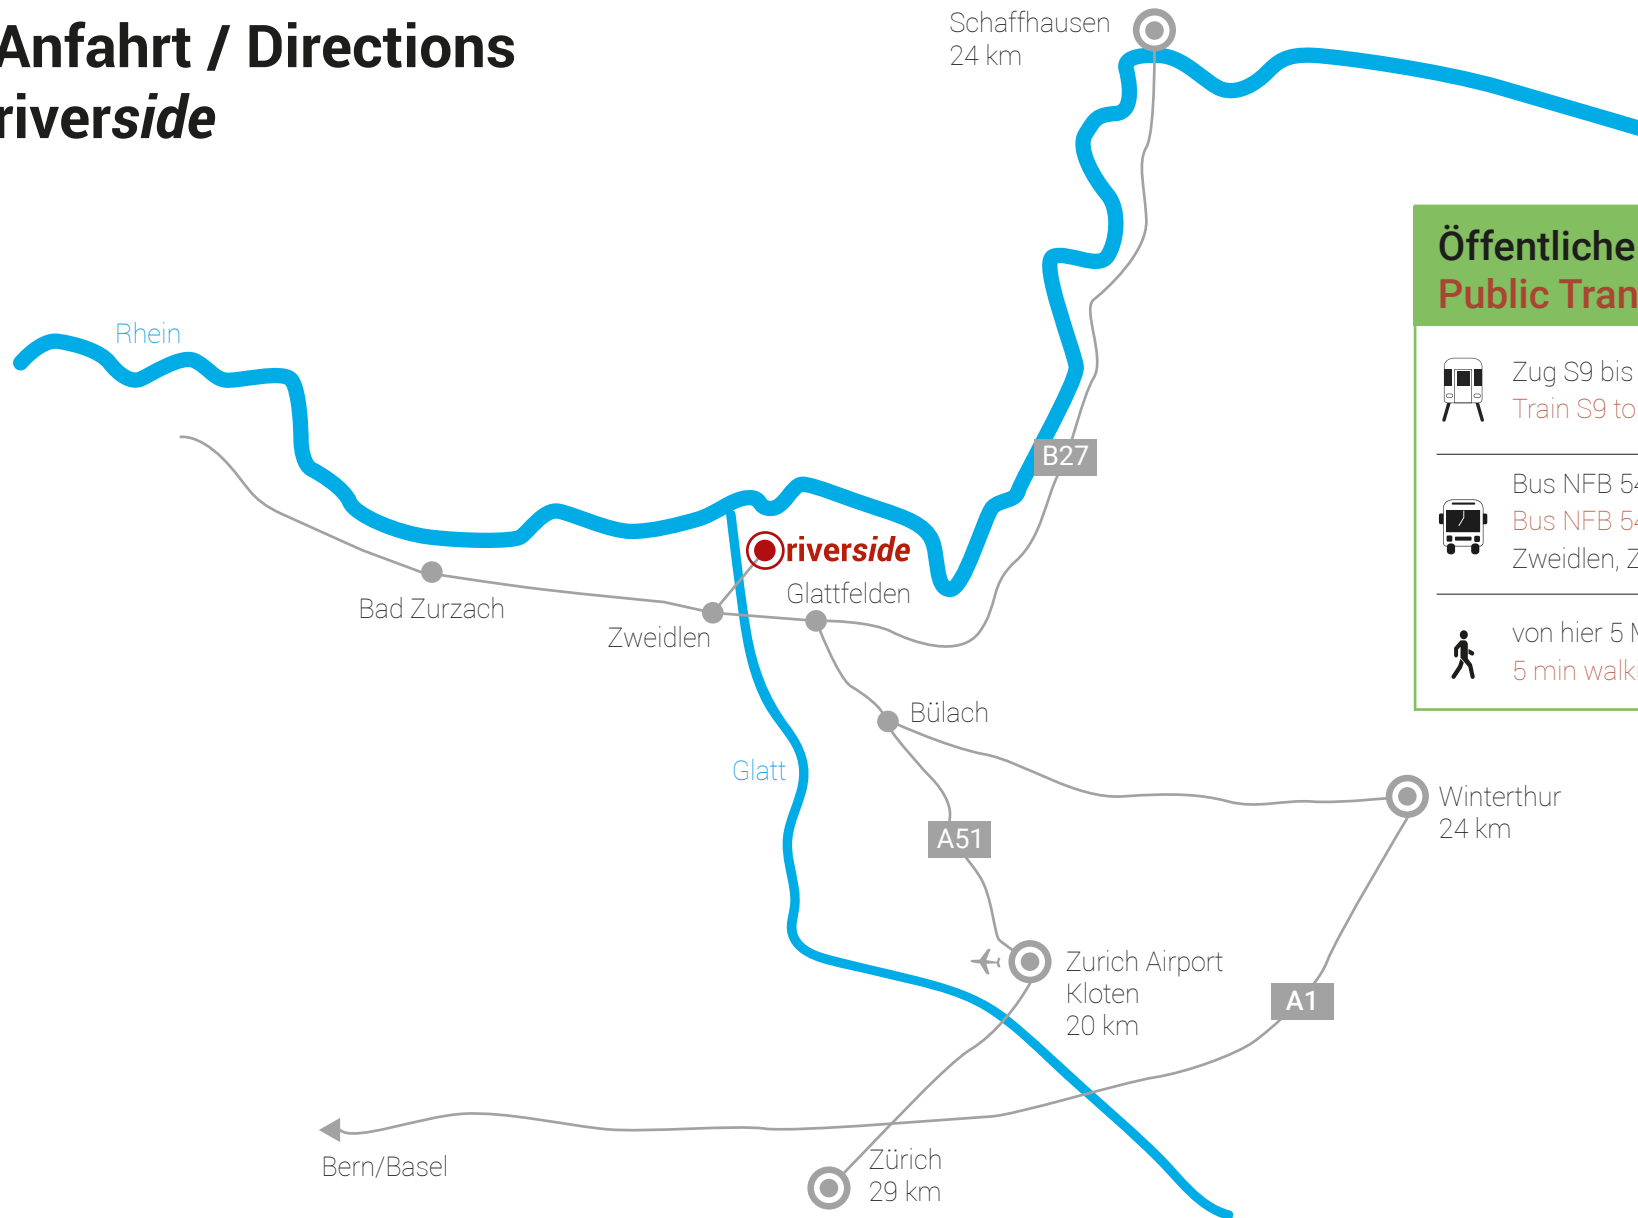 Anfahrt / Directions
riverside
Schaffhausen
24 km
Rhein
Öffentliche
Public Tran
Zug S9 bis
Train S9 to
B27
Bus NFB 54
Bus NFB 54
Zweidlen, Z
riverside
Glattfelden
Bad Zurzach
Zweidlen
von hier 5 M
5 min walk
Bülach
Glatt
Winterthur
24 km
A51
Zurich Airport
Kloten
20 km
A1
Bern/Basel
Zürich
29 km